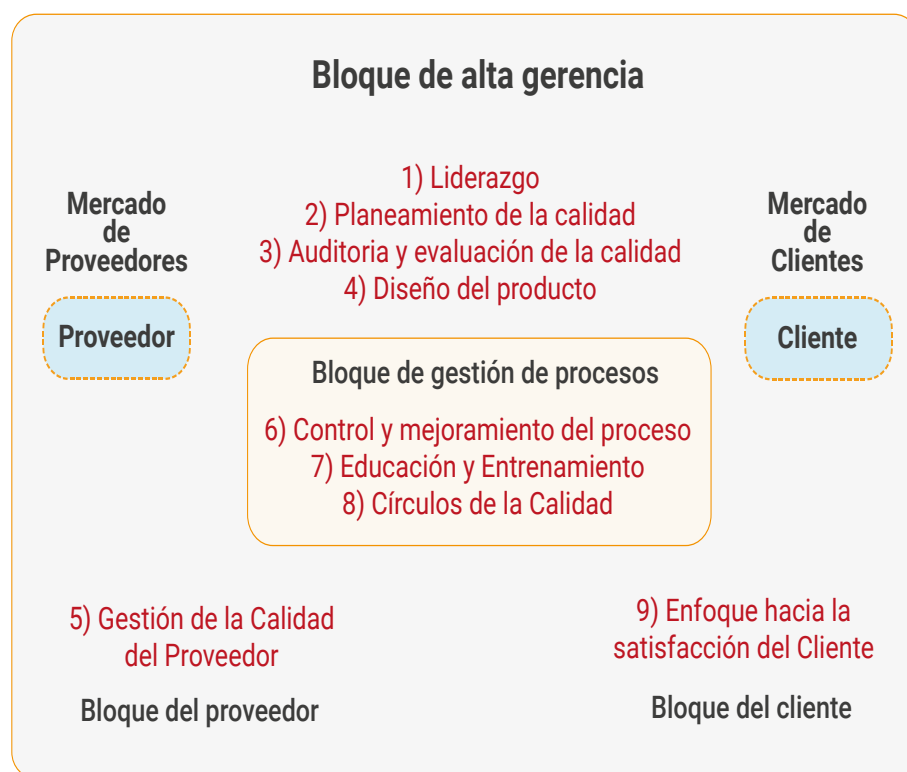 Bloque de alta gerencia
1) Liderazgo
2) Planeamiento de la calidad
3) Auditoria y evaluación de la calidad
4) Diseño del producto
Mercado
de
Proveedores
Proveedor
Mercado
de
Clientes
Cliente
Bloque de gestión de procesos
6) Control y mejoramiento del proceso
7) Educación y Entrenamiento
8) Círculos de la Calidad
5) Gestión de la Calidad
del Proveedor
Bloque del proveedor
9) Enfoque hacia la
satisfacción del Cliente
Bloque del cliente